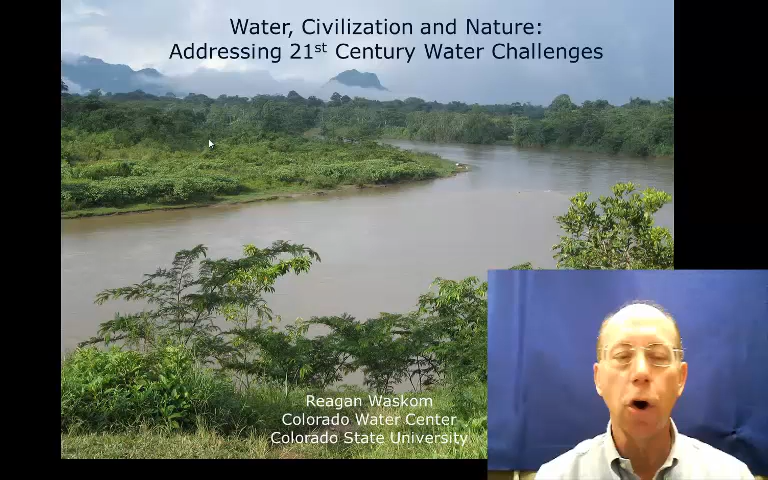 Water, Civilization and Nature:
Addressing 21st Century Water Challenges
Reagan Waskom
Colorado Water Center
Colorado State University